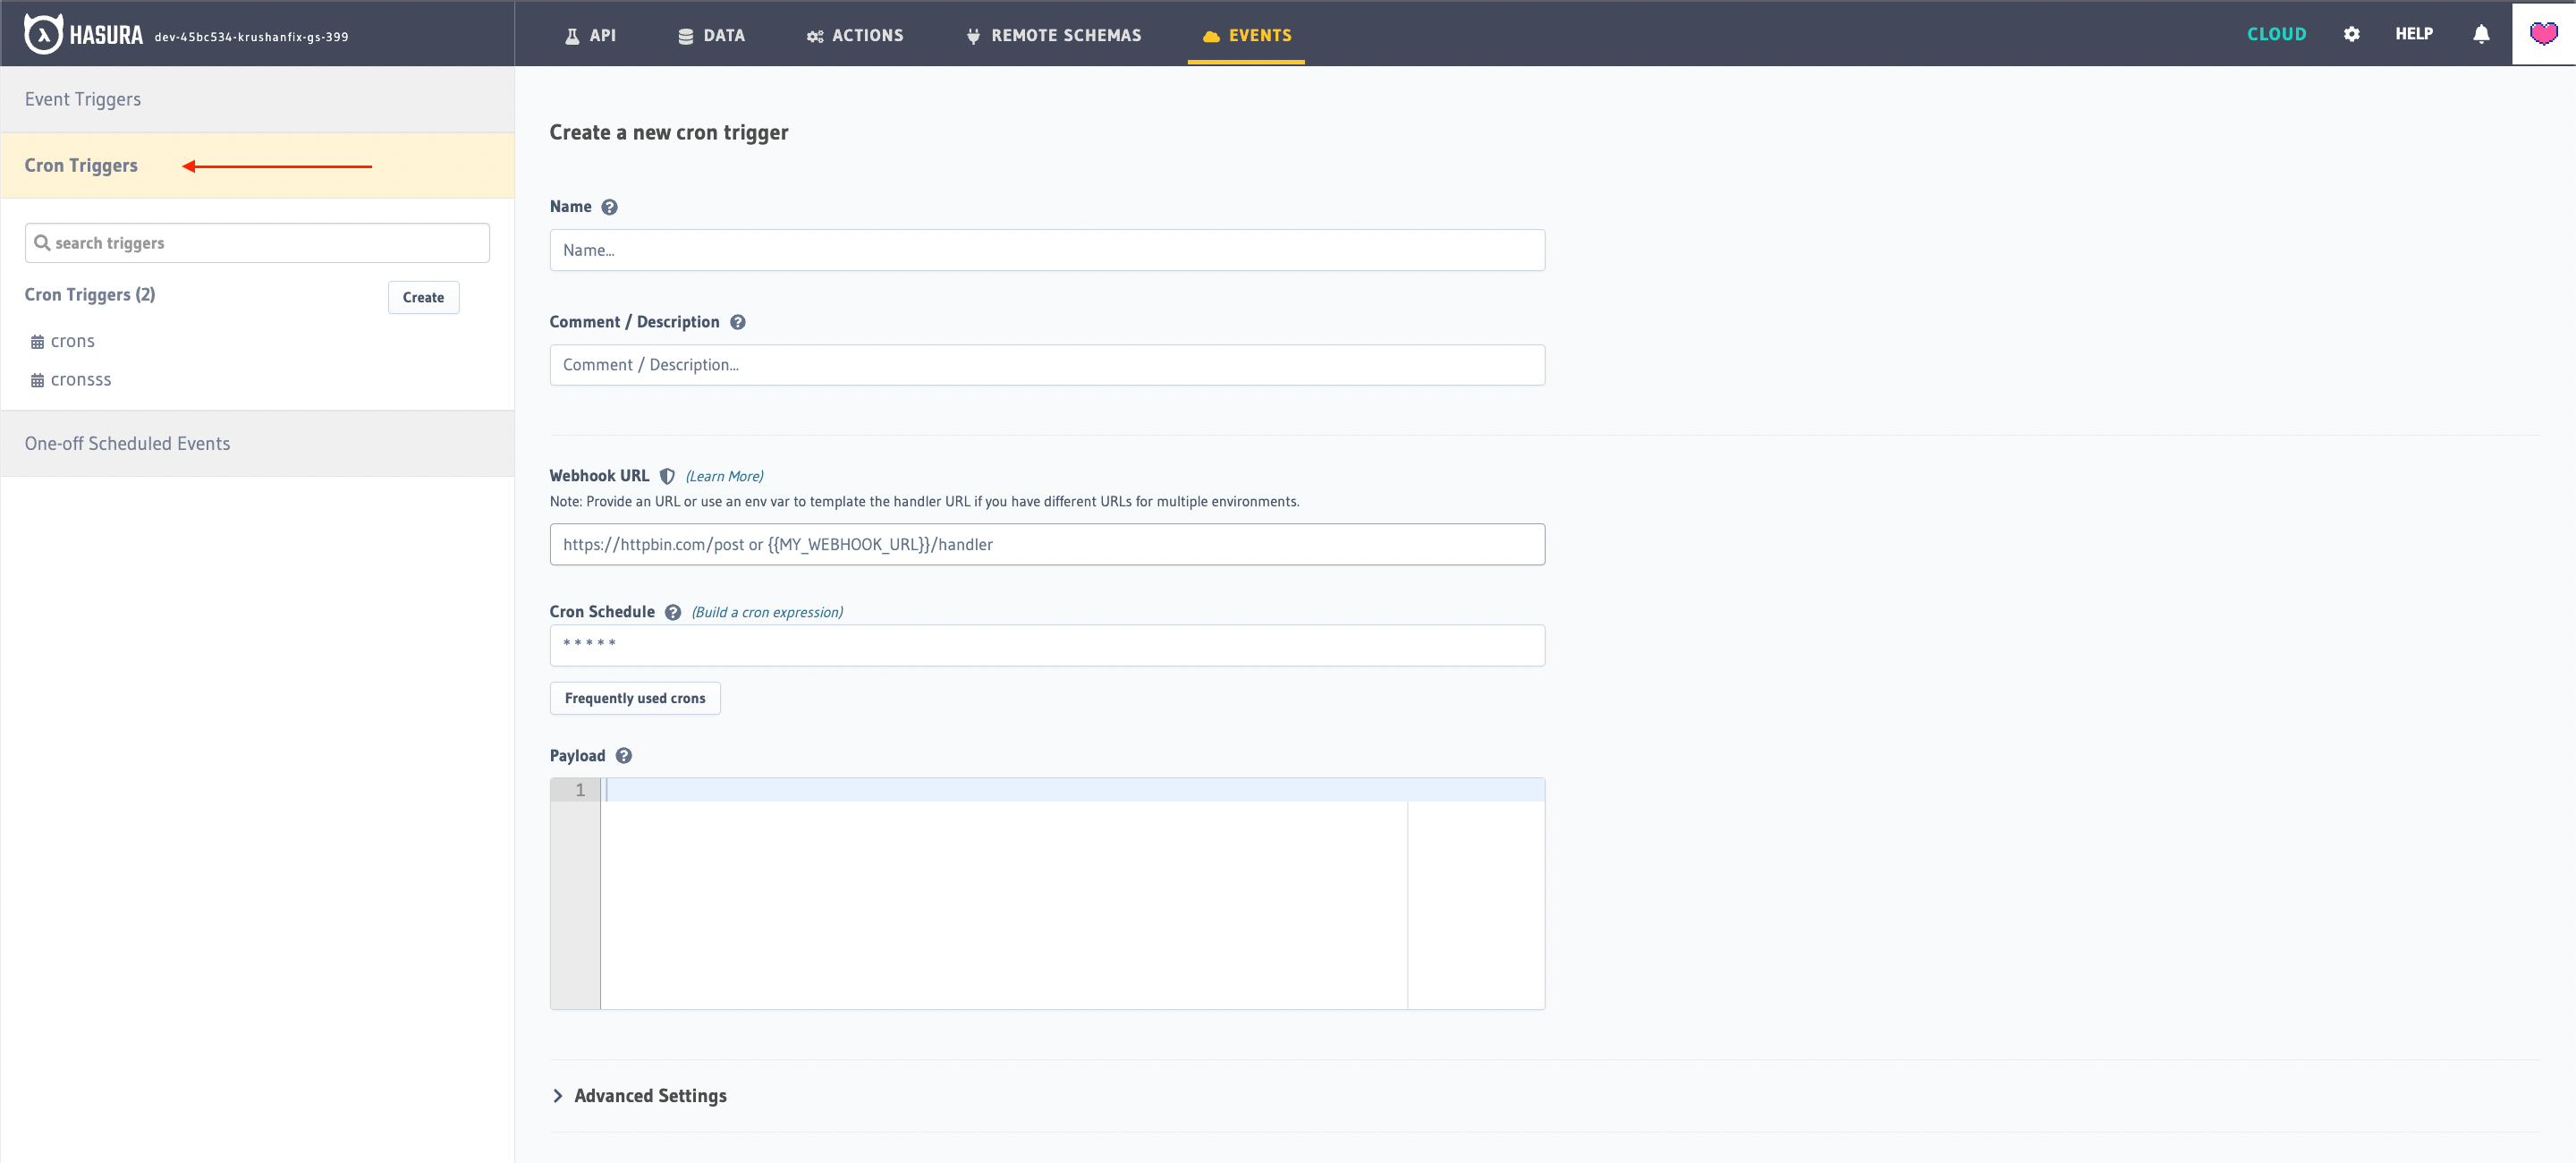 HASURA dev-45bc534-krushanfix-gs-399 API DATA ACTIONS REMOTE SCHEMAS EVENTS CLOUD HELP
Event Triggers
Cron Triggers
search triggers
Cron Triggers (2) Create
crons
cronsss
One-off Scheduled Events
Create a new cron trigger
Name
Name...
Comment / Description
Comment / Description...
Webhook URL (Learn More)
Note: Provide an URL or use an env var to template the handler URL if you have different URLs for multiple environments.
https://httpbin.com/post or {{MY_WEBHOOK_URL}}/handler
Cron Schedule (Build a cron expression)
* * * * *
Frequently used crons
Payload
1
Advanced Settings